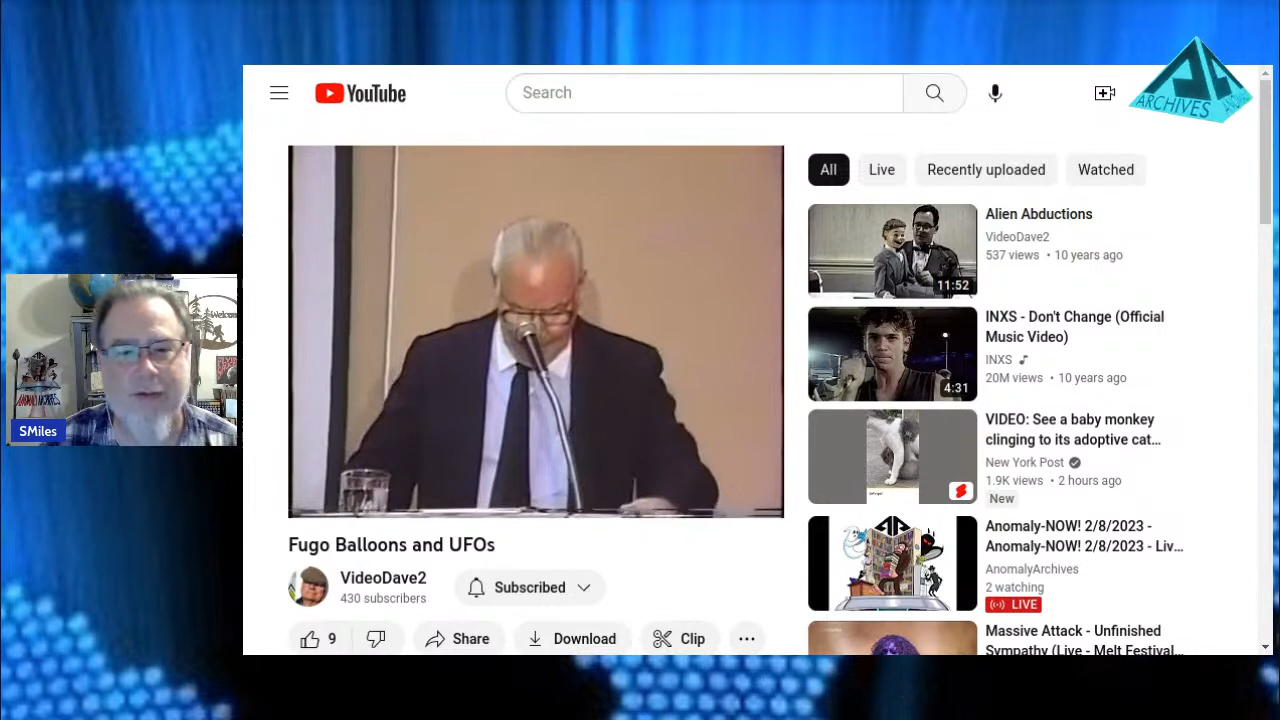 YouTube
Search
ARCHIVES
All
Live
Recently uploaded
Watched
Welcome
SMiles
Fugo Balloons and UFOs
VideoDave2
430 subscribers
Subscribed
9
Share
Download
Clip
Alien Abductions
VideoDave2
537 views • 10 years ago
11:52
INXS - Don't Change (Official
Music Video)
INXS
20M views • 10 years ago
4:31
VIDEO: See a baby monkey
clinging to its adoptive cat...
New York Post
1.9K views • 2 hours ago
New
Anomaly-NOW! 2/8/2023 -
Anomaly-NOW! 2/8/2023 - Liv...
AnomalyArchives
2 watching
LIVE
Massive Attack - Unfinished
Sympathy (Live - Melt Festival...